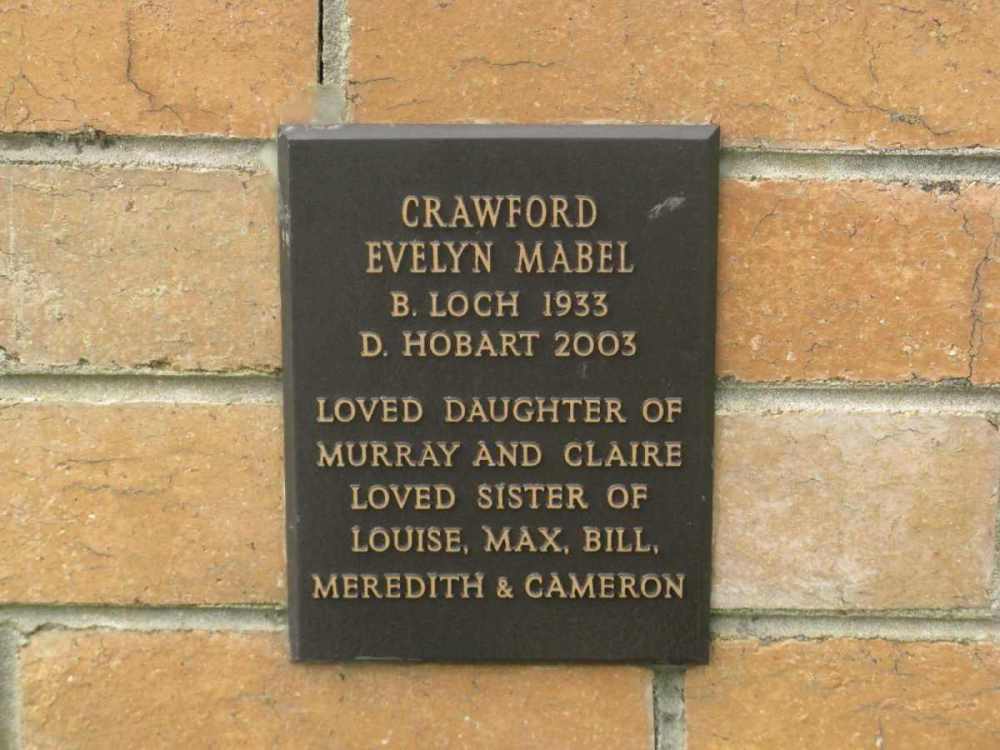 CRAWFORD
EVELYN MABEL
B. LOCH 1933
D. HOBART 2003
LOVED DAUGHTER OF
MURRAY AND CLAIRE
LOVED SISTER OF
LOUISE, MAX, BILL,
MEREDITH & CAMERON